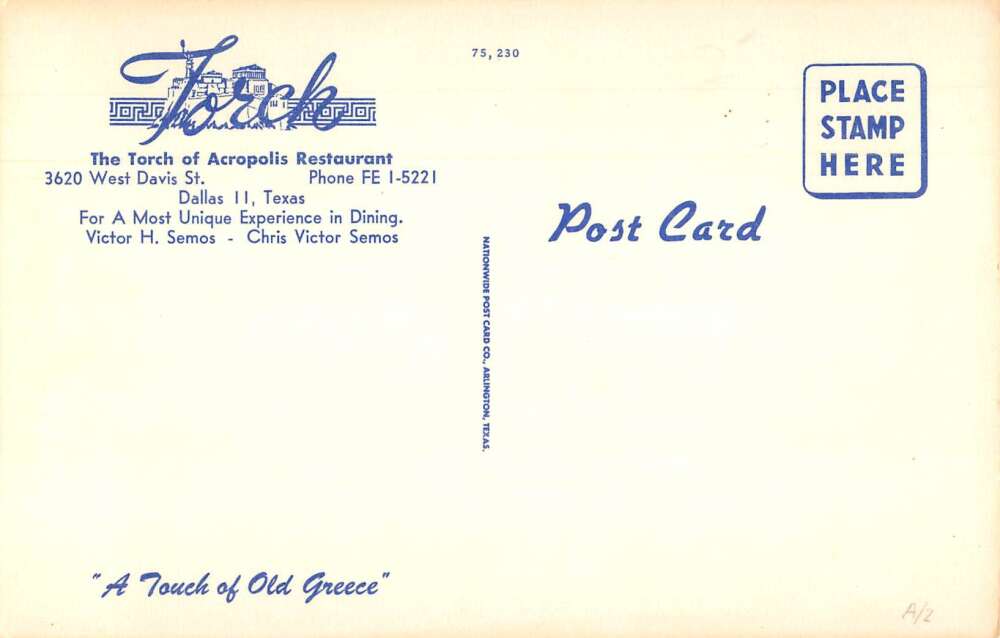 Torch
The Torch of Acropolis Restaurant
3620 West Davis St. Phone FE 1-5221
Dallas 11, Texas
For A Most Unique Experience in Dining.
Victor H. Semos - Chris Victor Semos
"A Touch of Old Greece"
75,230
NATIONWIDE POST CARD CO., ARLINGTON, TEXAS.
PLACE
STAMP
HERE
Post Card
A/2